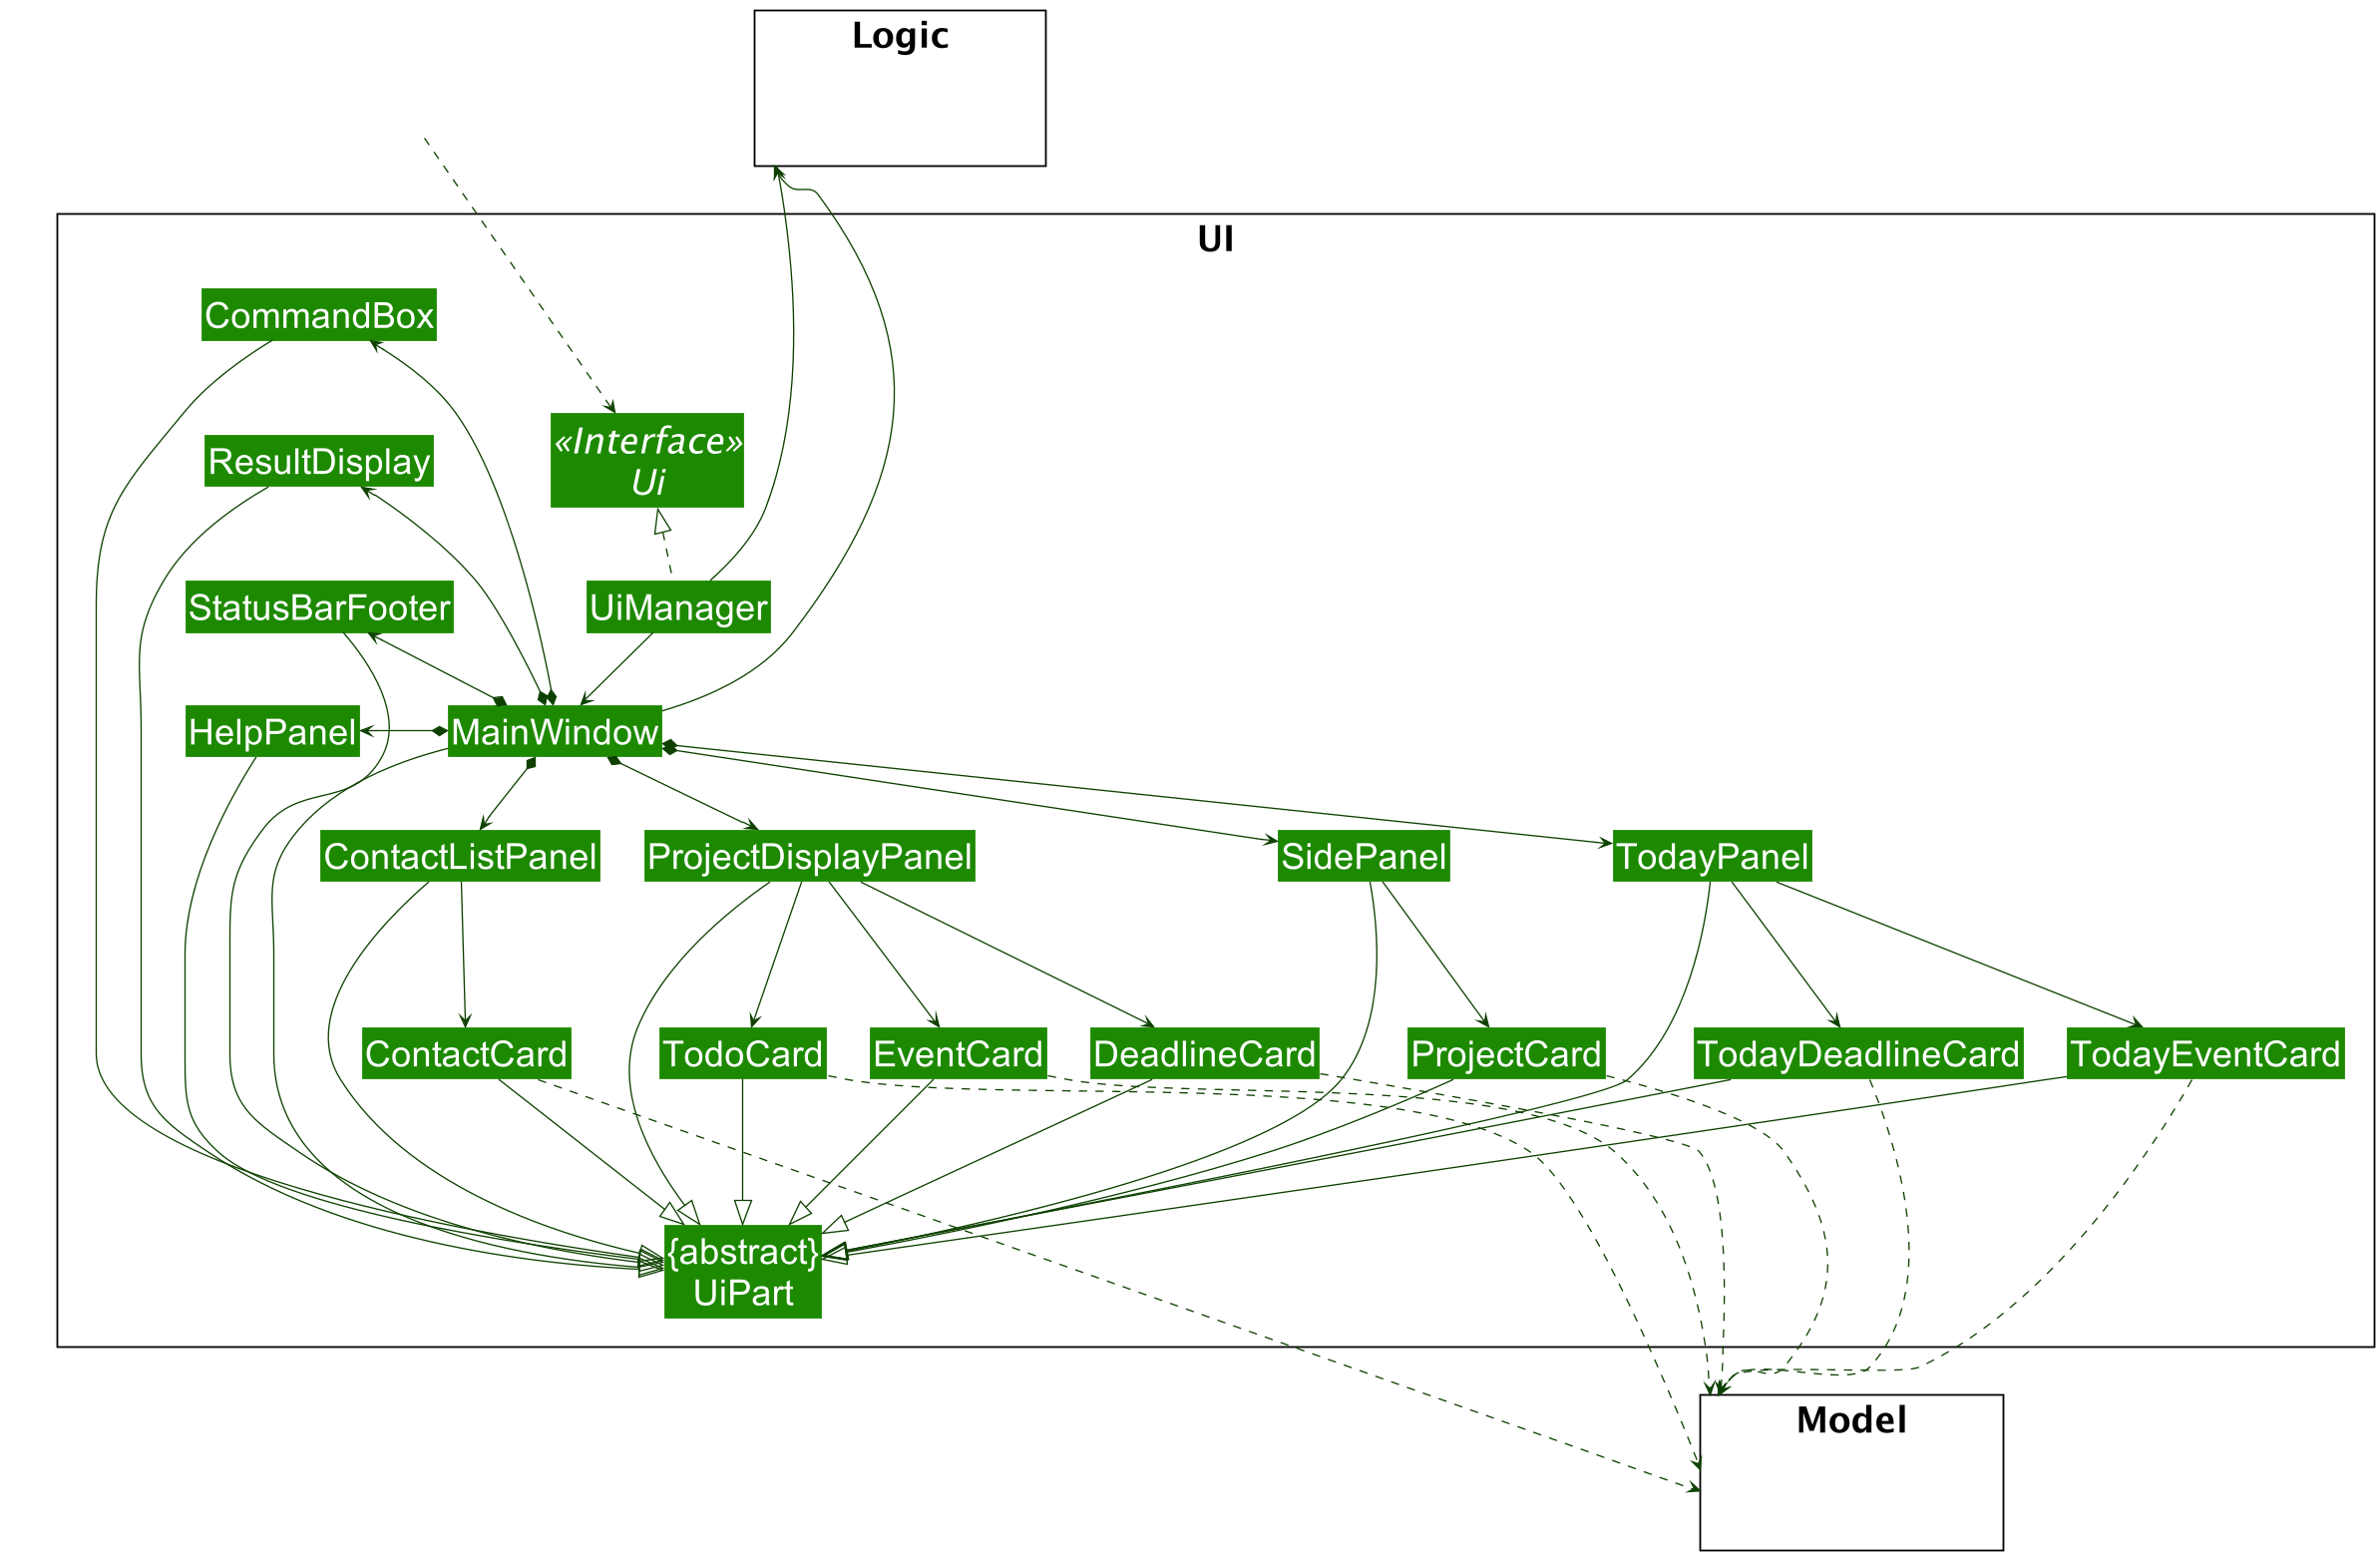 Logic
UI
CommandBox
«Interface»
Ui
ResultDisplay
StatusBarFooter
UiManager
HelpPanel
MainWindow
ContactListPanel
ProjectDisplayPanel
SidePanel
TodayPanel
ContactCard
TodoCard
EventCard
DeadlineCard
ProjectCard
TodayDeadlineCard
TodayEventCard
{abstract}
UiPart
Model